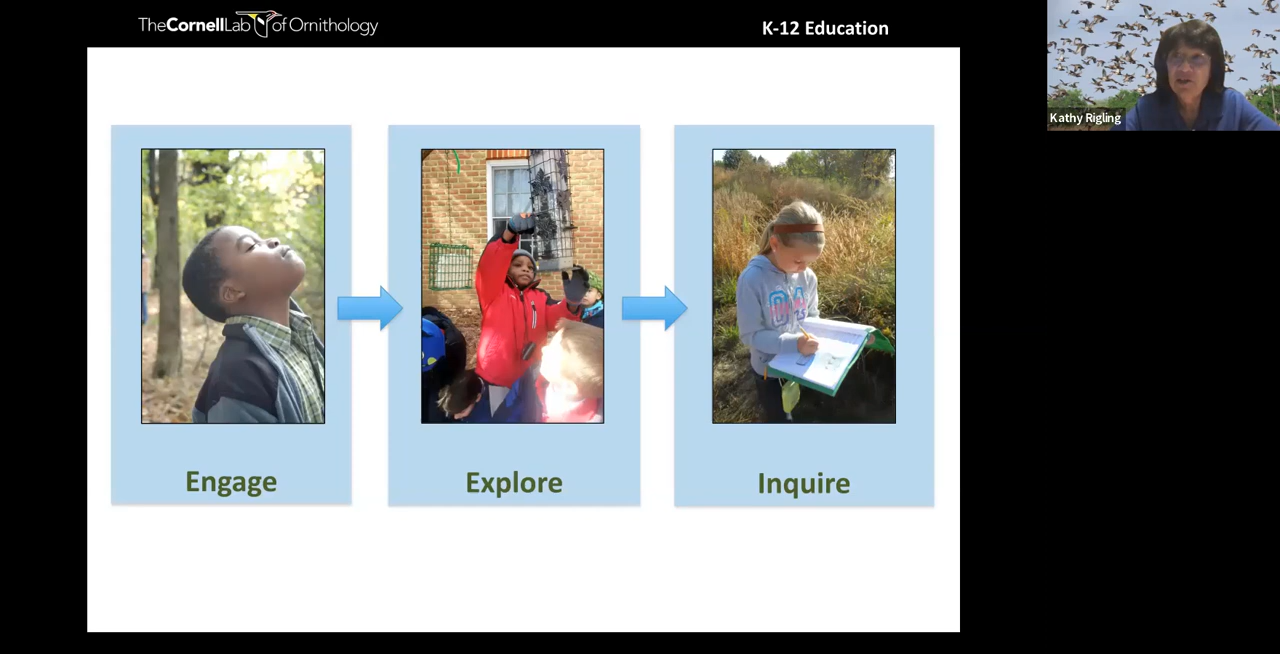 TheCornellLab of Ornithology
K-12 Education
Kathy Rigling
Engage
Explore
Inquire